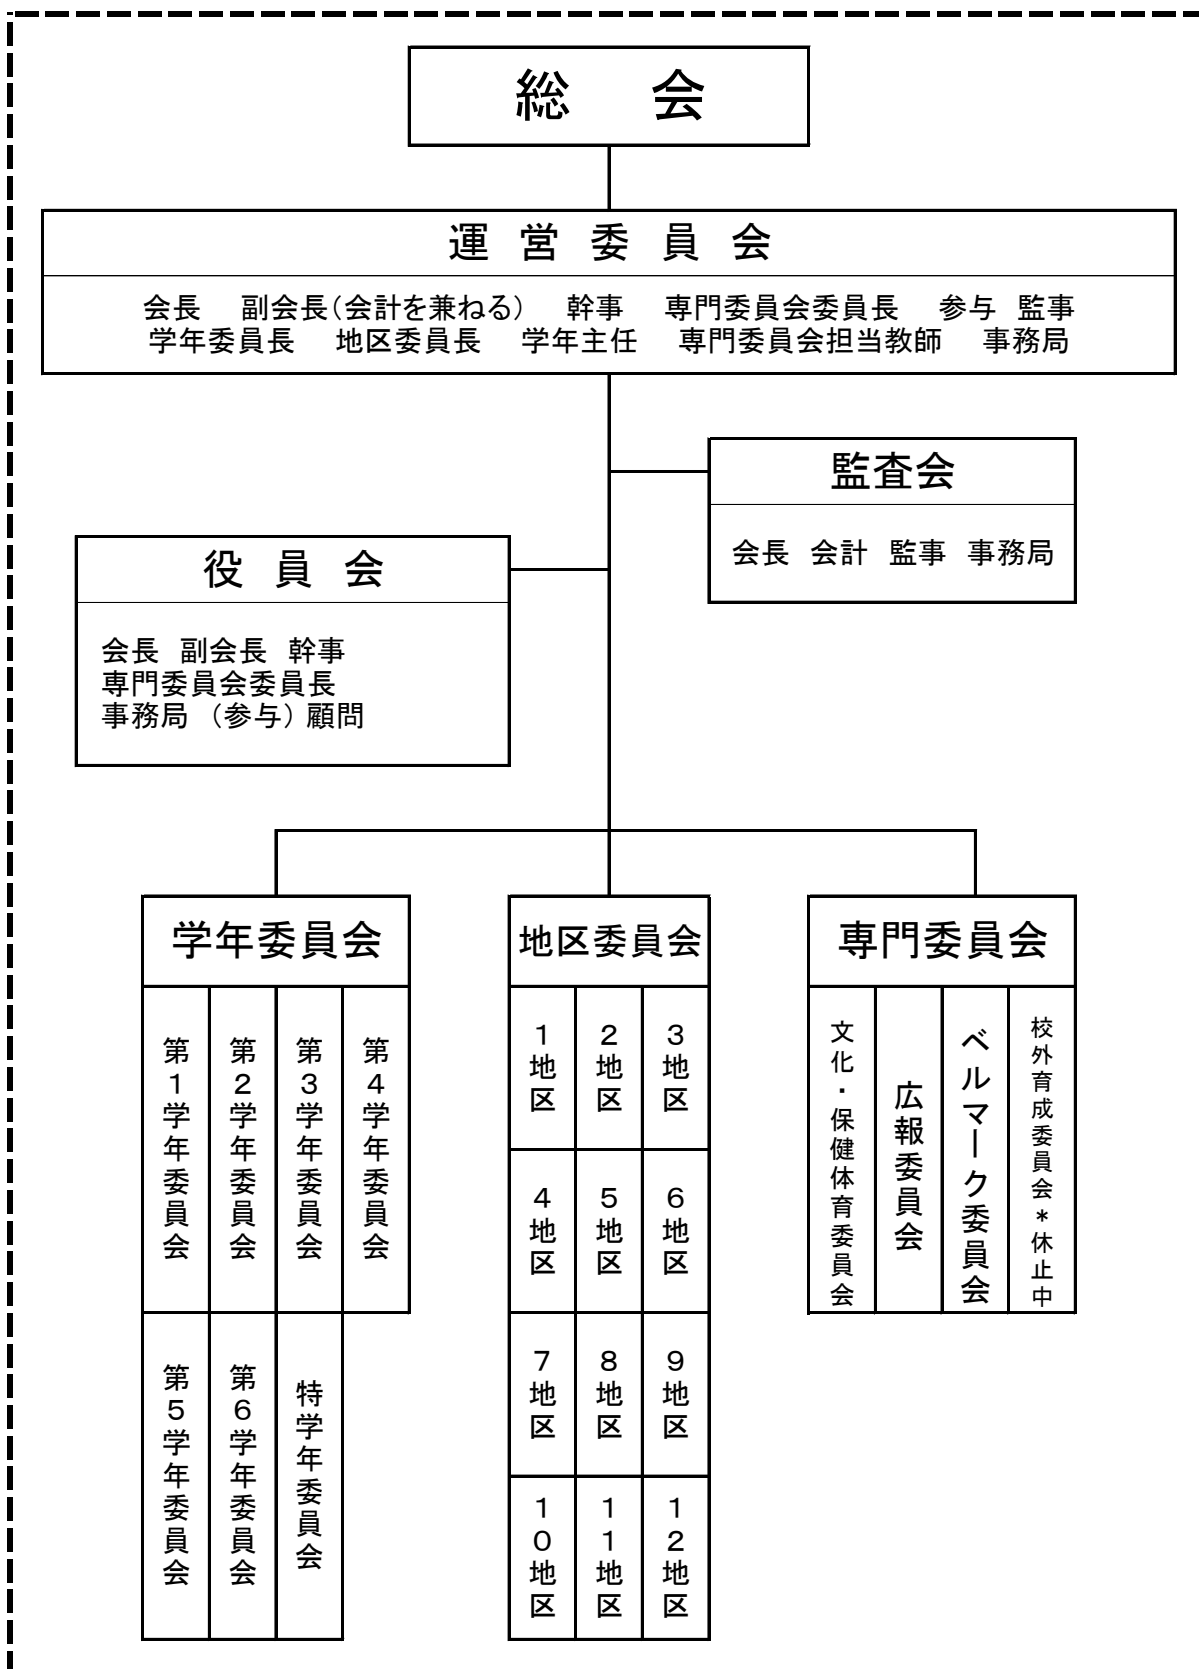 総 会
運 営 委 員 会
会長 副会長(会計を兼ねる) 幹事 専門委員会委員長 参与 監事
学年委員長 地区委員長 学年主任 専門委員会担当教師 事務局
監査会
会長 会計 監事 事務局
役 員 会
会長 副会長 幹事
専門委員会委員長
事務局 (参与) 顧問
学年委員会
第1学年委員会
第2学年委員会
第3学年委員会
第4学年委員会
第5学年委員会
第6学年委員会
特学年委員会
地区委員会
1地区
2地区
3地区
4地区
5地区
6地区
7地区
8地区
9地区
10地区
11地区
12地区
専門委員会
文化・保健体育委員会
広報委員会
ベルマーク委員会
校外育成委員会*休止中